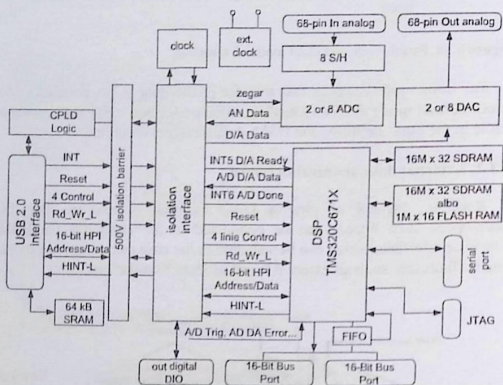 68-pin In analog
68-pin Out analog
clock
ext.
clock
8 S/H
zegar
AN Data
D/A Data
2 or 8 ADC
2 or 8 DAC
CPLD
Logic
INT
Reset
4 Control
Rd_Wr_L
16-bit HPI
Address/Data
HINT-L
USB 2.0
interface
500V isolation barrier
isolation
interface
INT5 D/A Ready
A/D D/A Data
INT6 A/D Done
Reset
4 linie Control
Rd_Wr_L
16-bit HPI
Address/Data
HINT-L
DSP
TMS320C671X
16M x 32 SDRAM
16M x 32 SDRAM
albo
1M x 16 FLASH RAM
serial
port
JTAG
64 kB
SRAM
A/D Trig, AD DA Error...
FIFO
out digital
DIO
16-Bit Bus
Port
16-Bit Bus
Port